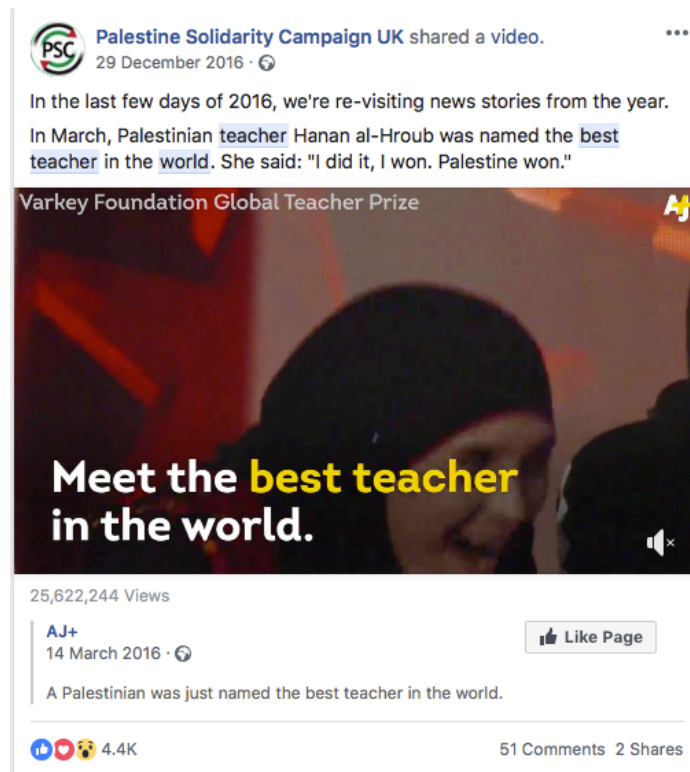 PSC
Palestine Solidarity Campaign UK shared a video.
29 December 2016 ·
In the last few days of 2016, we're re-visiting news stories from the year.
In March, Palestinian teacher Hanan al-Hroub was named the best
teacher in the world. She said: "I did it, I won. Palestine won."
Varkey Foundation Global Teacher Prize
AJ+
Meet the best teacher
in the world.
25,622,244 Views
AJ+
14 March 2016 ·
Like Page
A Palestinian was just named the best teacher in the world.
4.4K
51 Comments 2 Shares